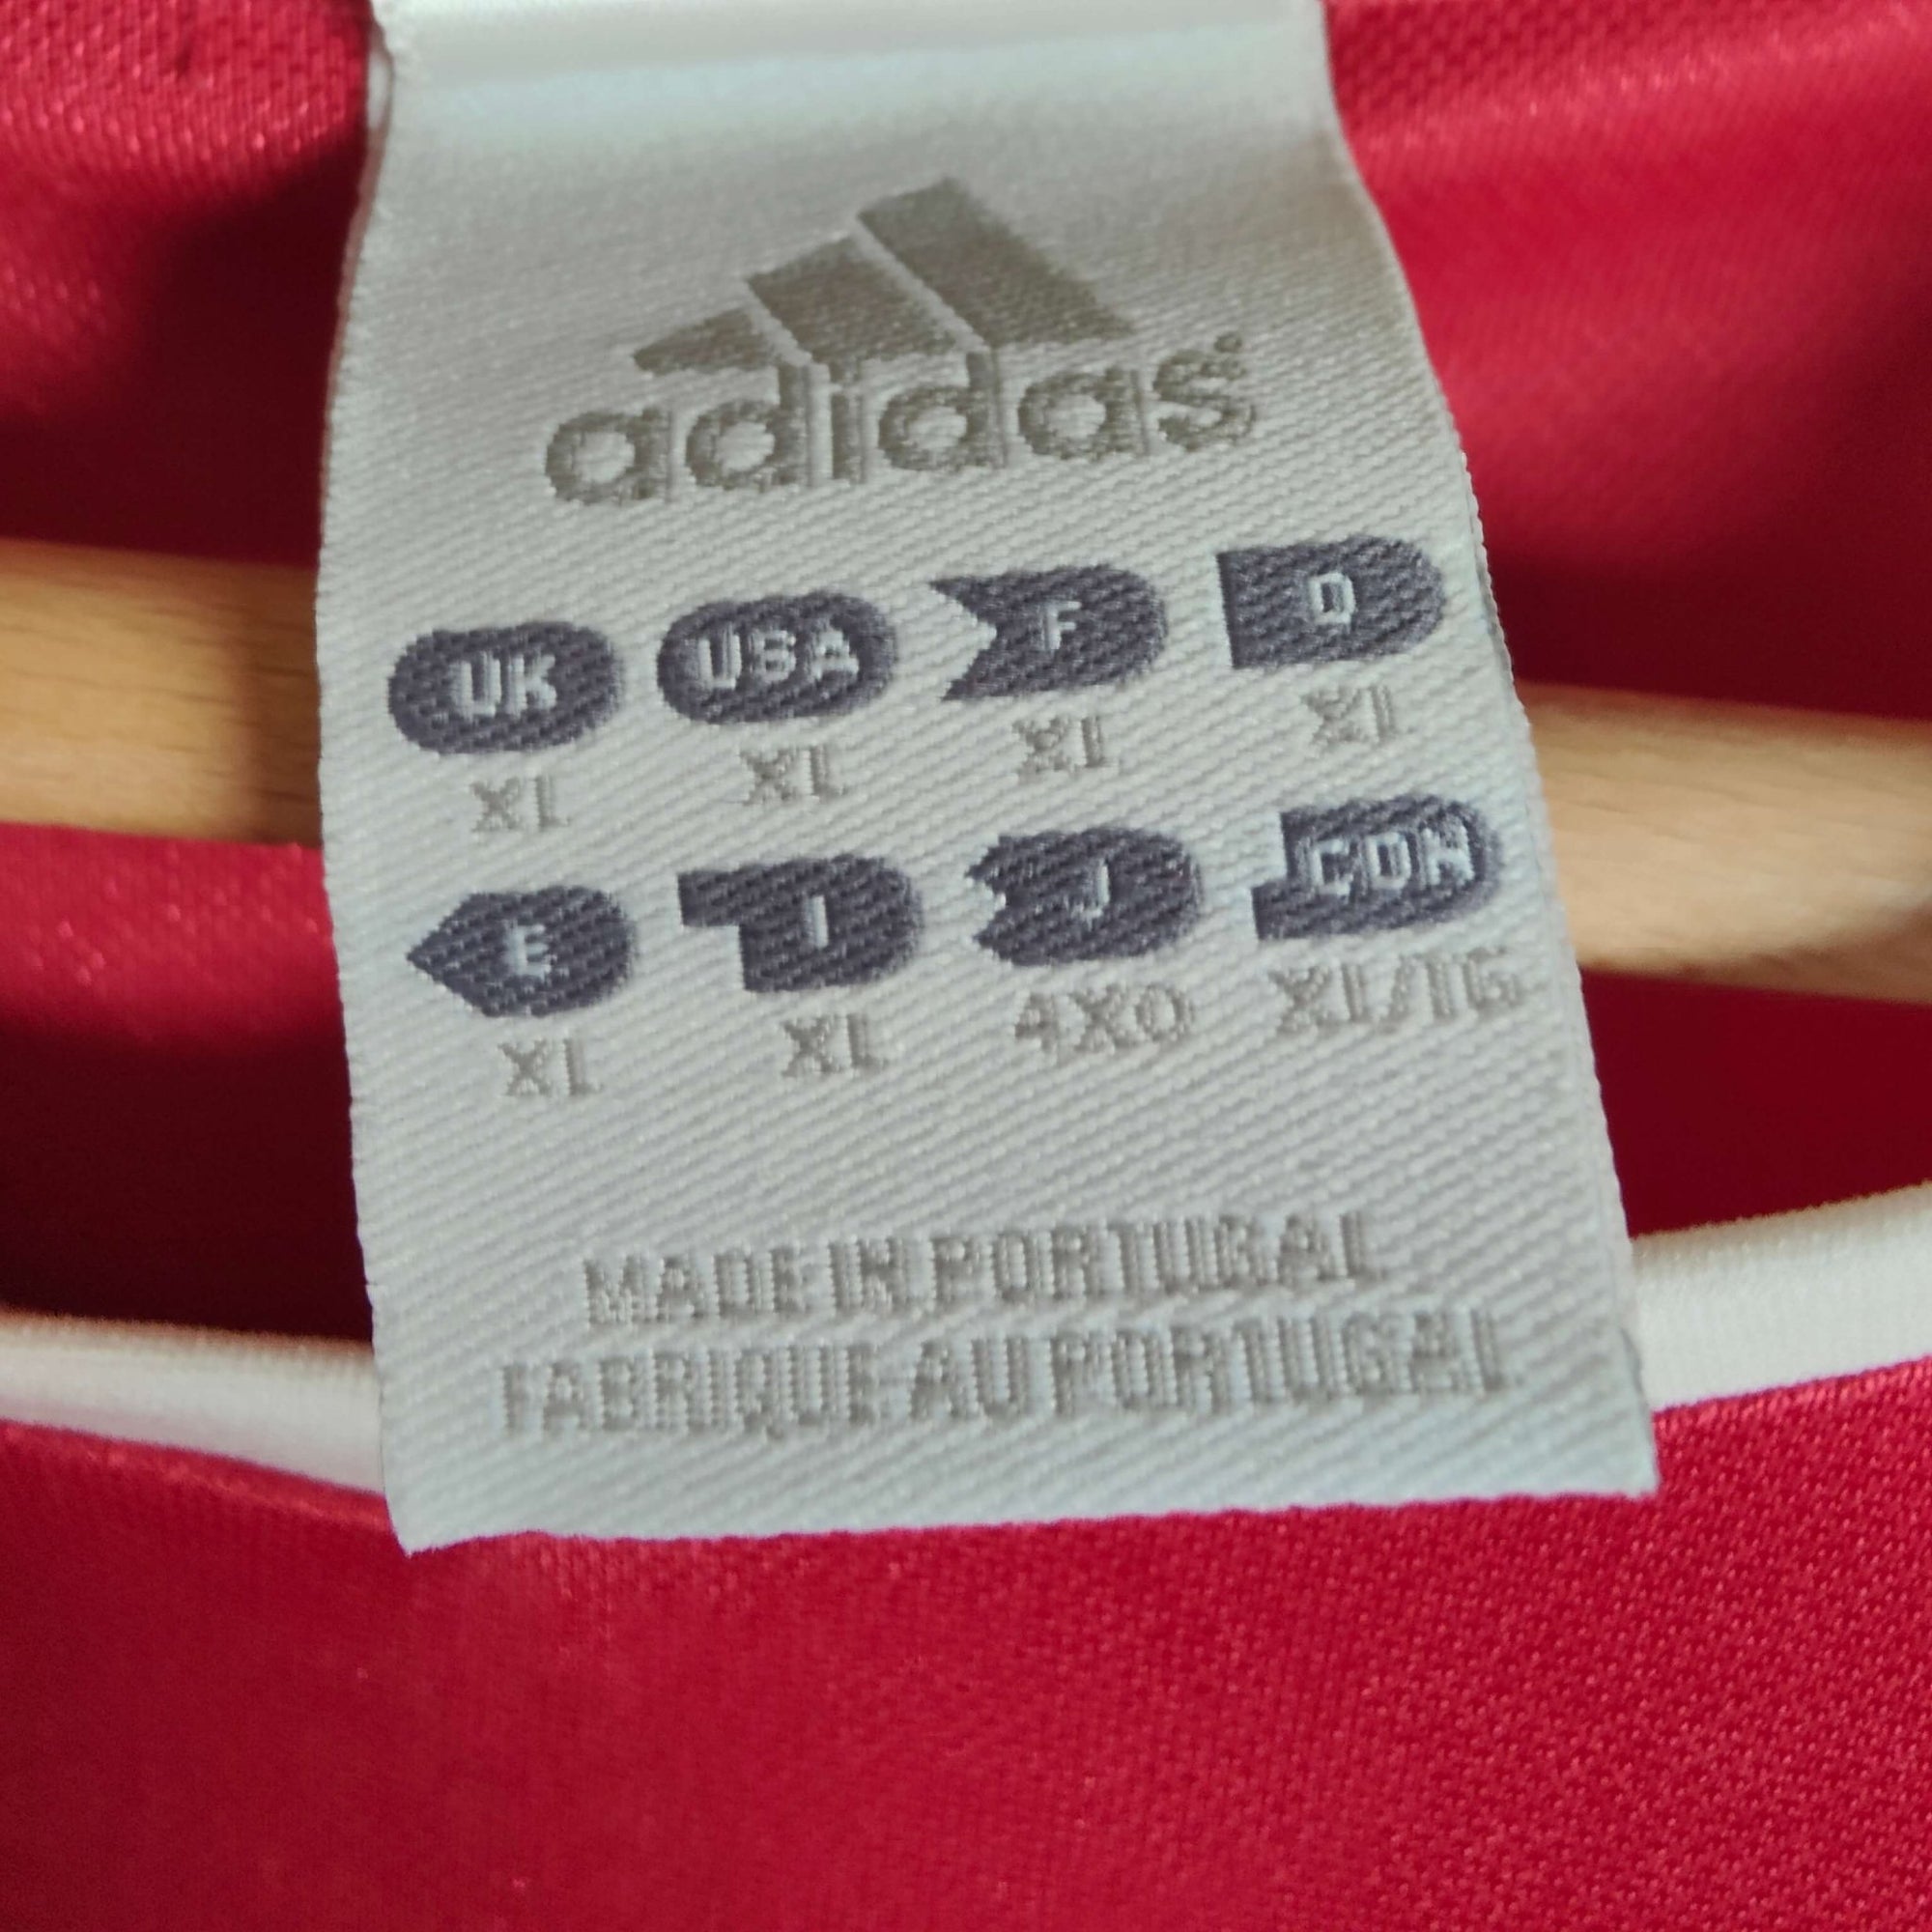 adidas
UK USA F D
XL XL XL XL
E I J CDN
XL XL 4XO XL/TG
MADE IN PORTUGAL
FABRIQUE AU PORTUGAL